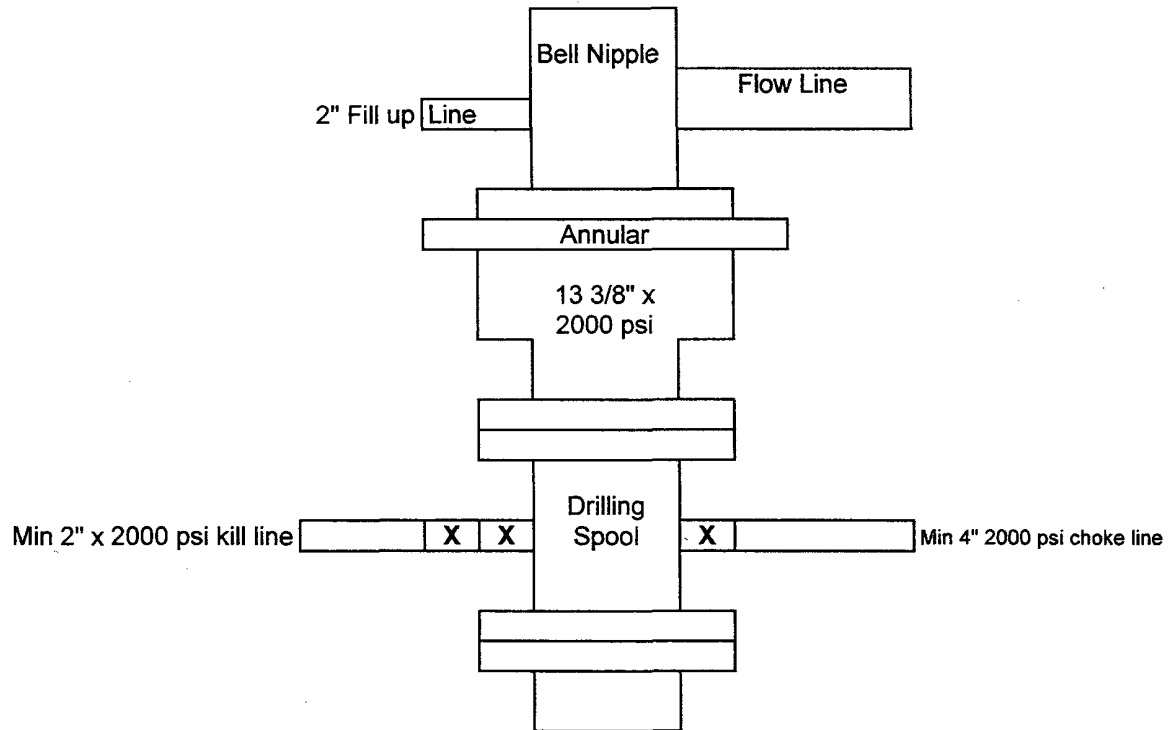 Bell Nipple
Flow Line
2" Fill up Line
Annular
13 3/8" x
2000 psi
Drilling
Spool
Min 2" x 2000 psi kill line
X X
X
Min 4" 2000 psi choke line